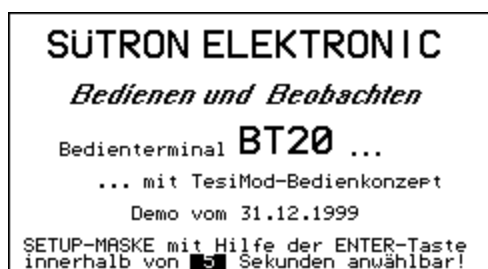 SÜTRON ELEKTRONIC
Bedienen und Beobachten
Bedienterminal BT20 ...
... mit TesiMod-Bedienkonzept
Demo vom 31.12.1999
SETUP-MASKE mit Hilfe der ENTER-Taste
innerhalb von 5 Sekunden anwählbar!